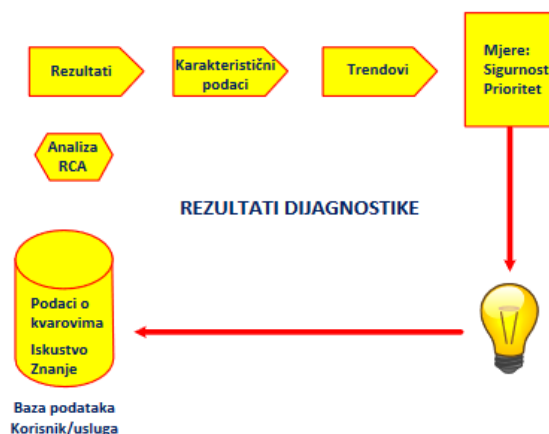 Rezultati
Karakteristični
podaci
Trendovi
Mjere:
Sigurnost
Prioritet
Analiza
RCA
REZULTATI DIJAGNOSTIKE
Podaci o
kvarovima
Iskustvo
Znanje
Baza podataka
Korisnik/usluga